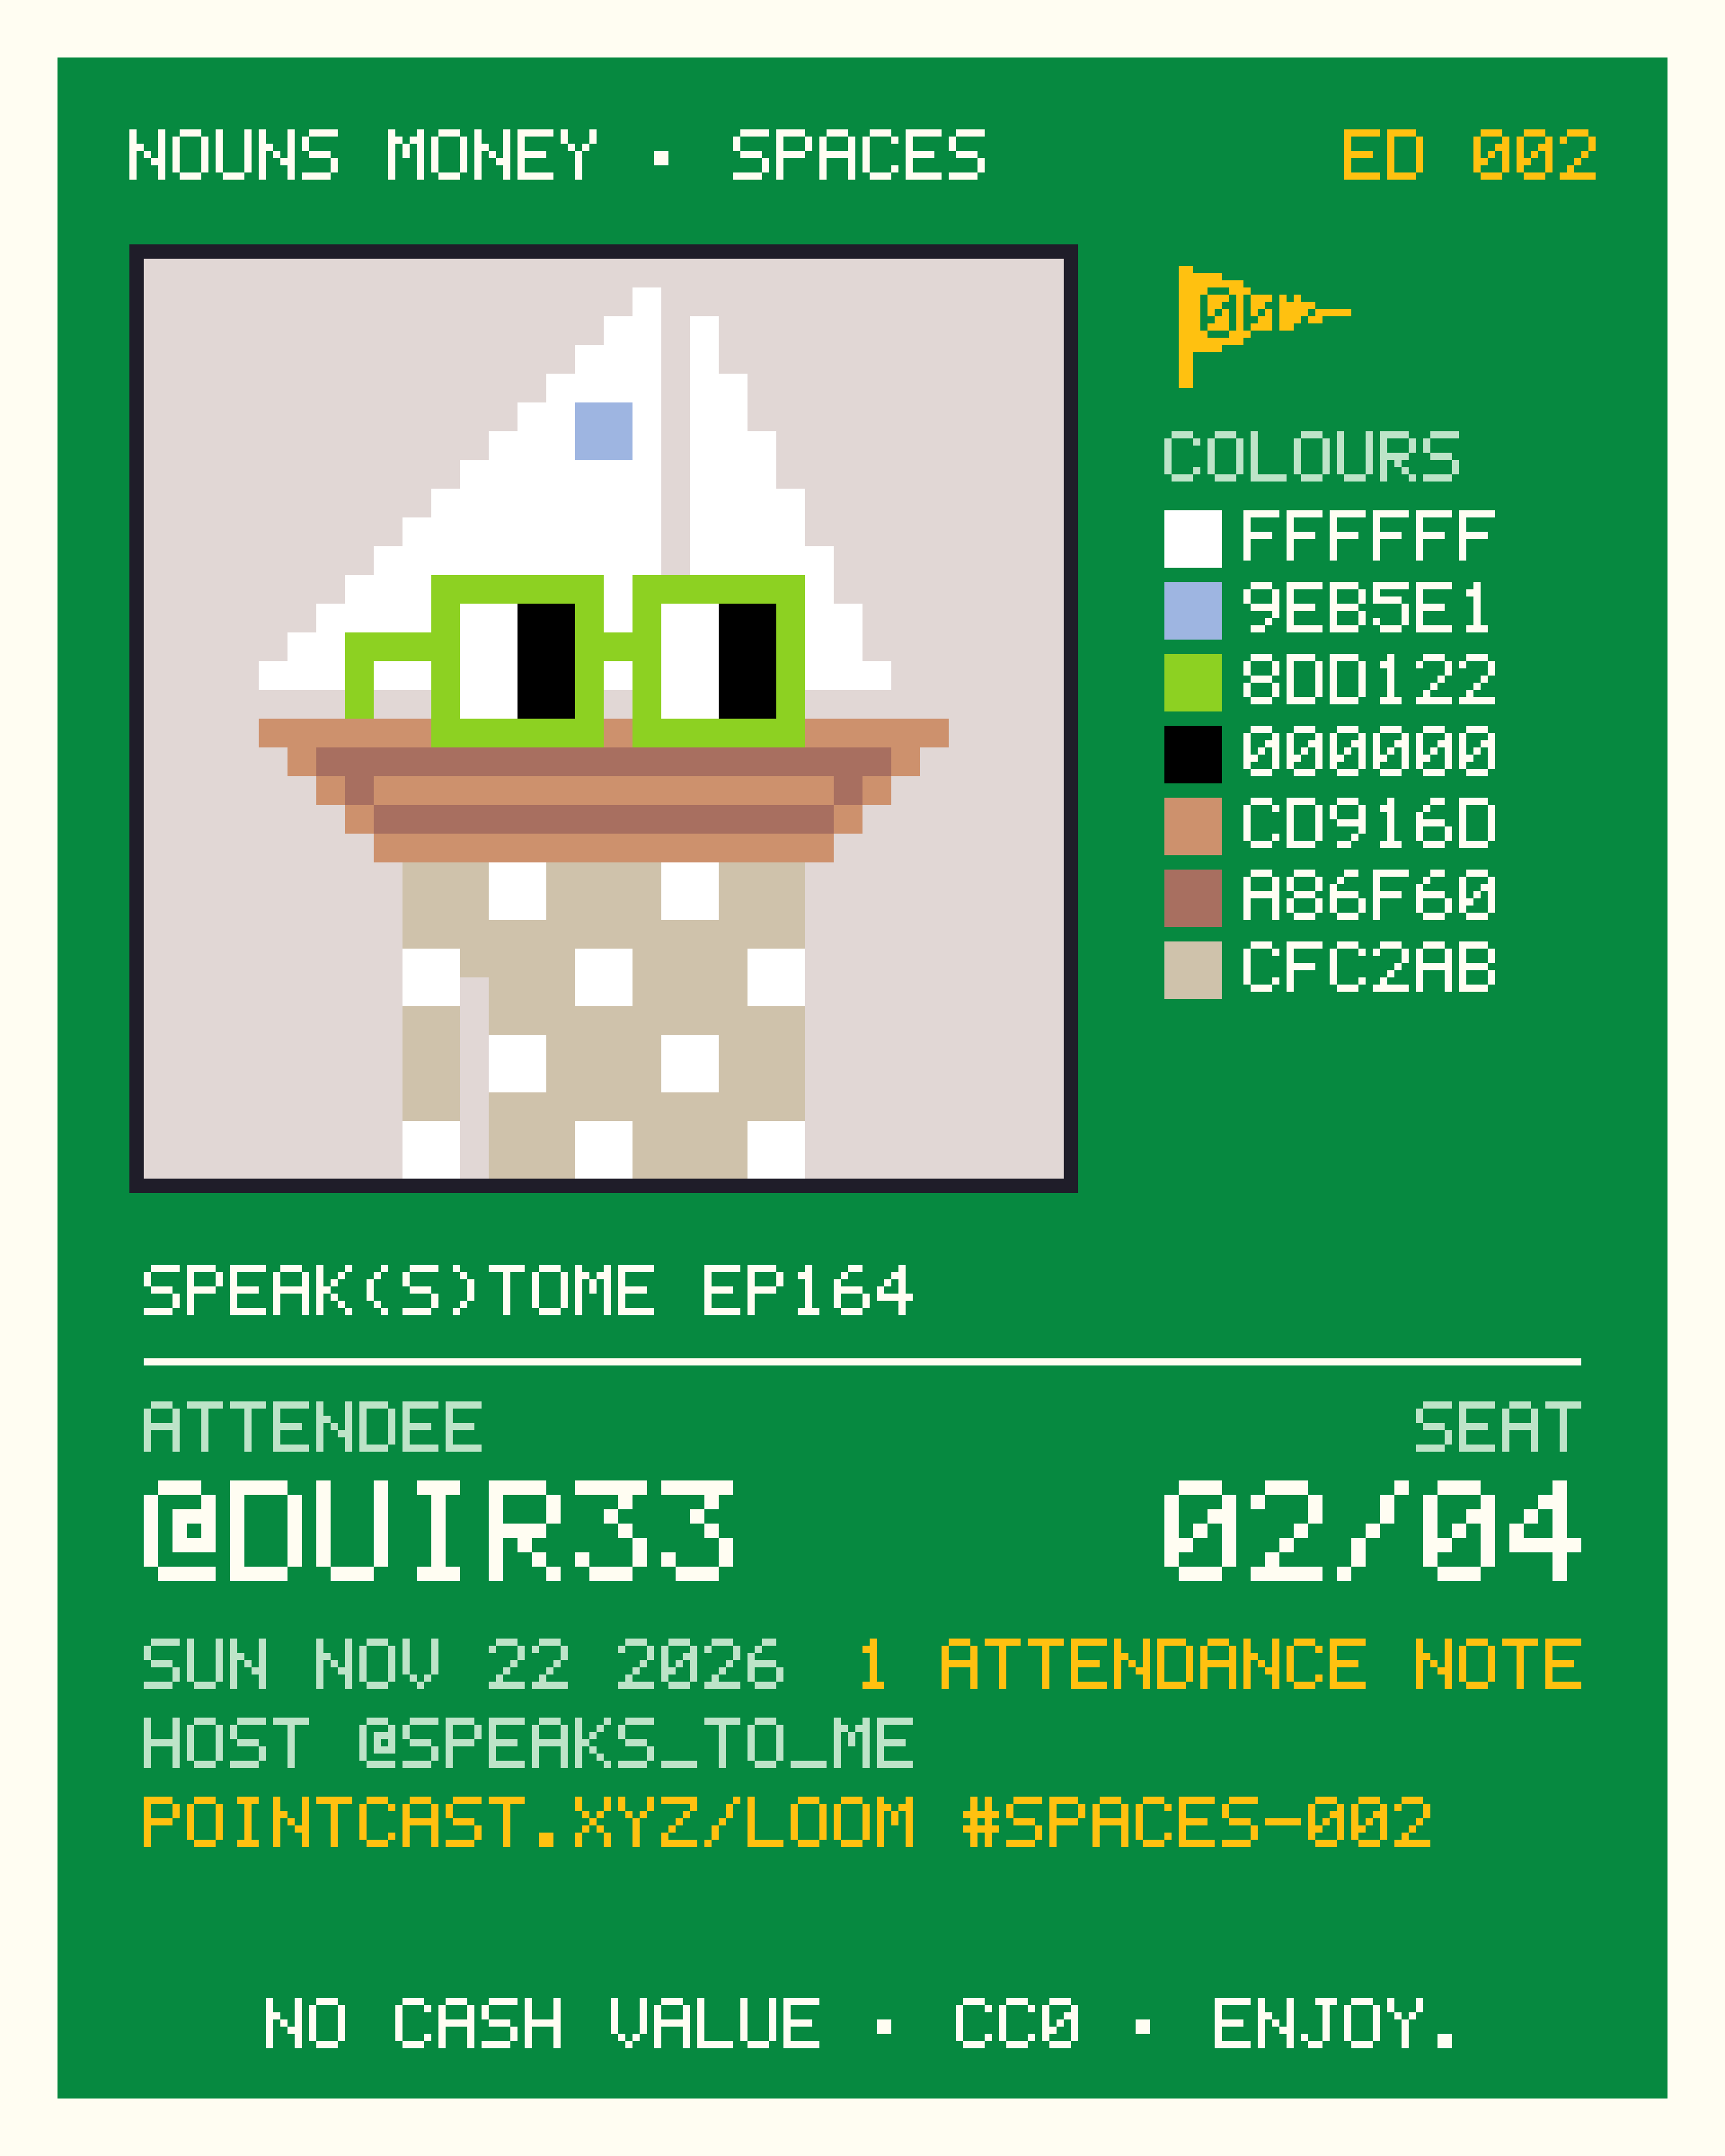 NOUNS MONEY · SPACES
ED 002
COLOURS
FFFFFF
9EB5E1
8DD122
000000
CD916D
A86F60
CFC2AB
SPEAK(S)TOME EP164
ATTENDEE
SEAT
@DUIR33
02/04
SUN NOV 22 2026
1 ATTENDANCE NOTE
HOST @SPEAKS_TO_ME
POINTCAST.XYZ/LOOM #SPACES-002
NO CASH VALUE · CC0 · ENJOY.